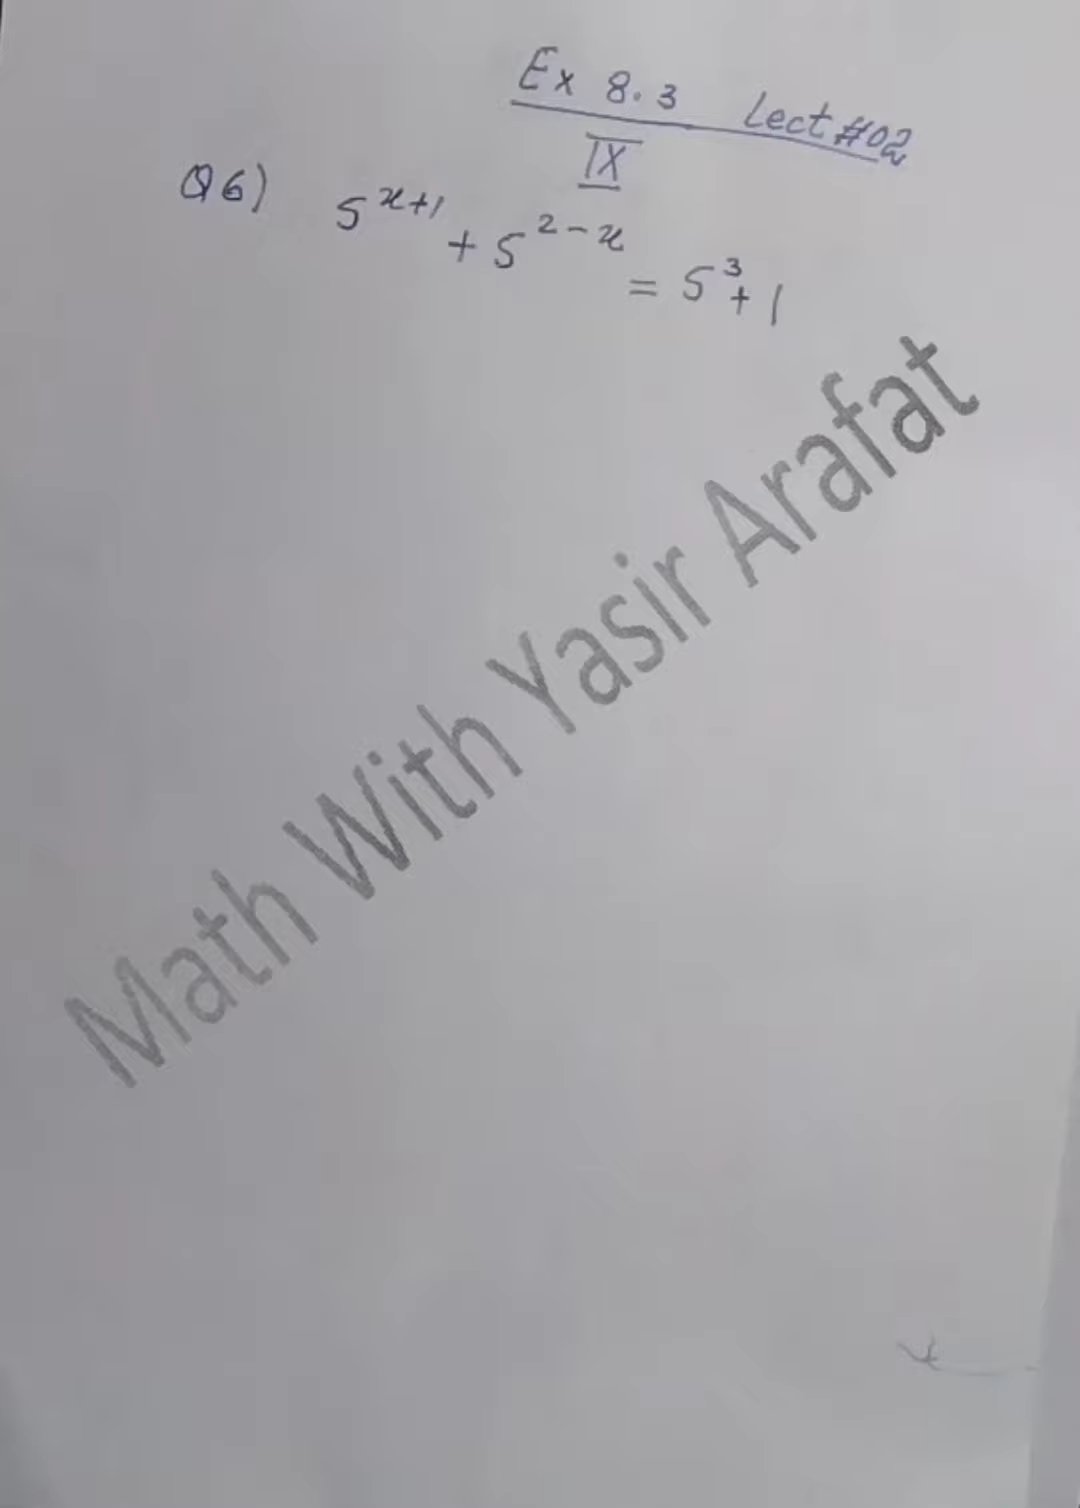 Ex 8.3 Lect #02
IX
Q6) 5^{x+1} + 5^{2-x} = 5^3 + 1
Math With Yasir Arafat